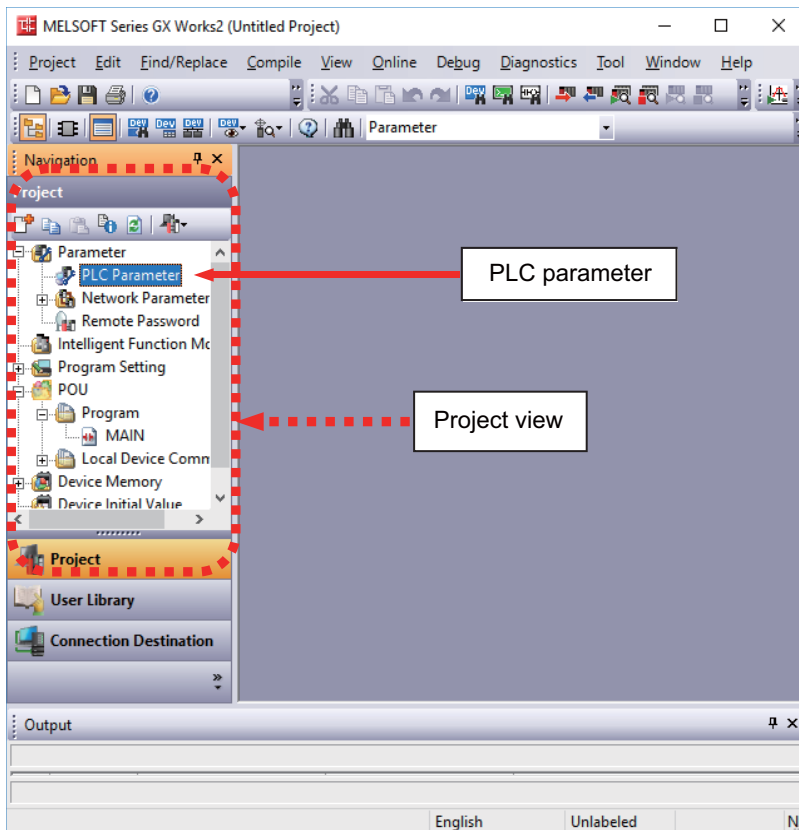 MELSOFT Series GX Works2 (Untitled Project)
Project Edit Find/Replace Compile View Online Debug Diagnostics Tool Window Help
Parameter
Navigation
Project
Parameter
PLC Parameter
PLC parameter
Network Parameter
Remote Password
Intelligent Function Mo
Program Setting
POU
Program
Project view
MAIN
Local Device Comm
Device Memory
Device Initial Value
Project
User Library
Connection Destination
Output
English Unlabeled N